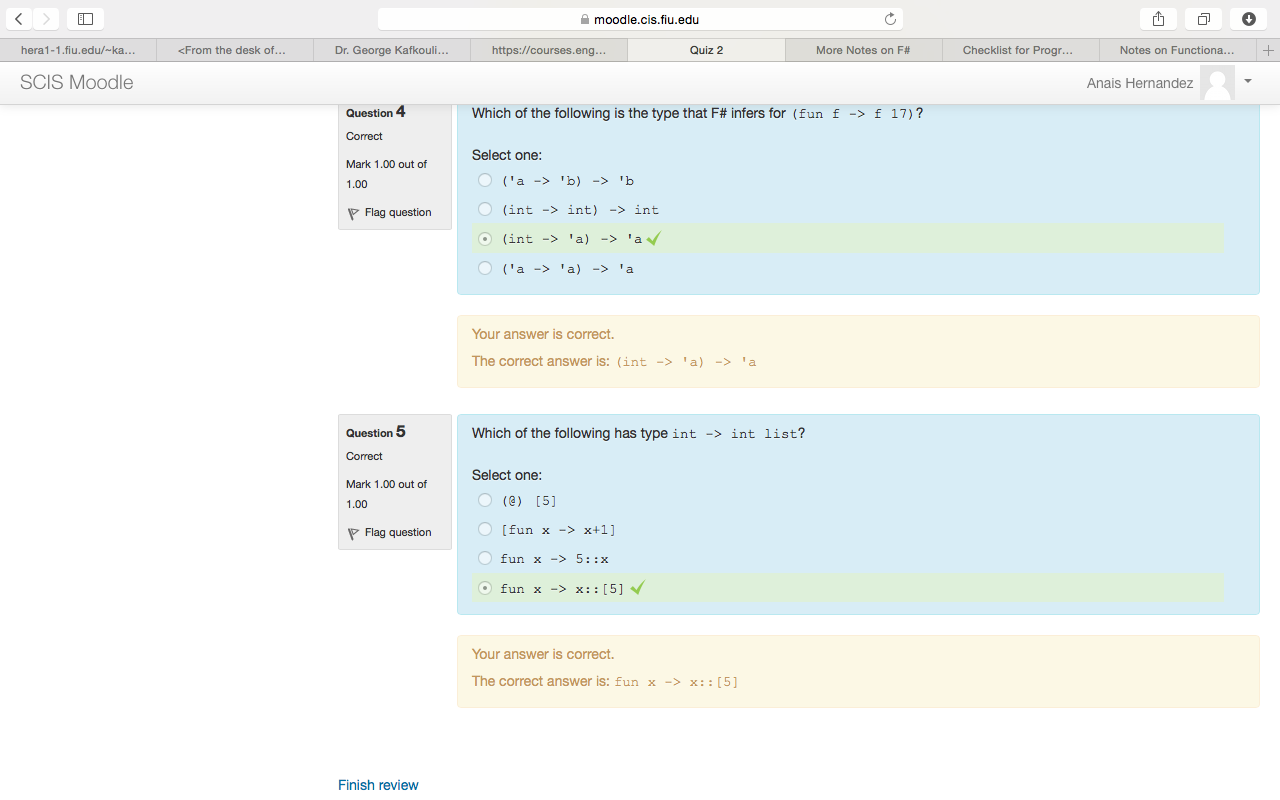 moodle.cis.fiu.edu
hera1-1.fiu.edu/~ka...
<From the desk of...
Dr. George Kafkouli...
https://courses.eng...
Quiz 2
More Notes on F#
Checklist for Progr...
Notes on Functiona...
SCIS Moodle
Anais Hernandez
Question 4
Correct
Mark 1.00 out of
1.00
Flag question
Which of the following is the type that F# infers for (fun f -> f 17)?
Select one:
('a -> 'b) -> 'b
(int -> int) -> int
(int -> 'a) -> 'a
('a -> 'a) -> 'a
Your answer is correct.
The correct answer is: (int -> 'a) -> 'a
Question 5
Correct
Mark 1.00 out of
1.00
Flag question
Which of the following has type int -> int list?
Select one:
(@) [5]
[fun x -> x+1]
fun x -> 5::x
fun x -> x::[5]
Your answer is correct.
The correct answer is: fun x -> x::[5]
Finish review